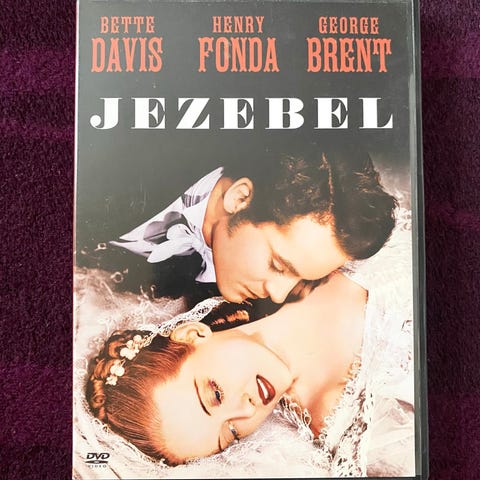 BETTE HENRY GEORGE
DAVIS FONDA BRENT
JEZEBEL
DVD
VIDEO